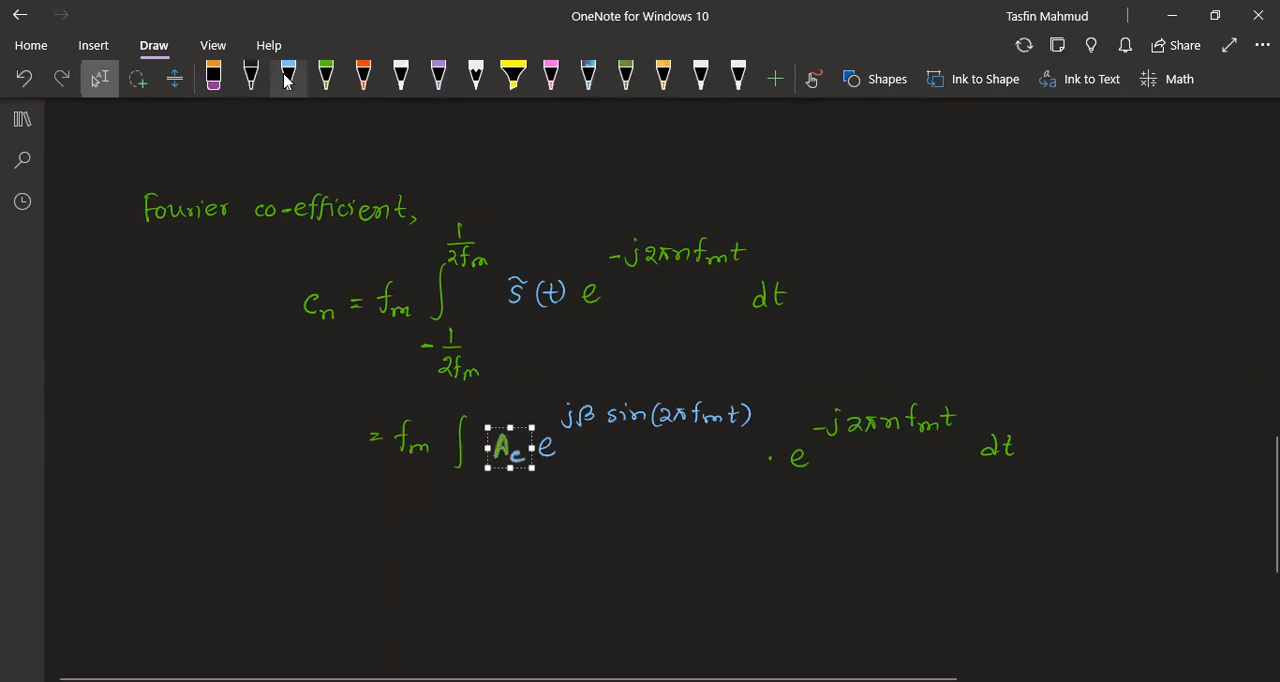 OneNote for Windows 10
Tasfin Mahmud
Home Insert Draw View Help
Share
Shapes Ink to Shape Ink to Text Math
Fourier co-efficient,
Cₙ = fₘ ∫_{-1/2fₘ}^{1/2fₘ} s̃(t) e^{-j2πnfₘt} dt
= fₘ ∫ A_c e^{jβ sin(2πfₘt)} · e^{-j2πnfₘt} dt